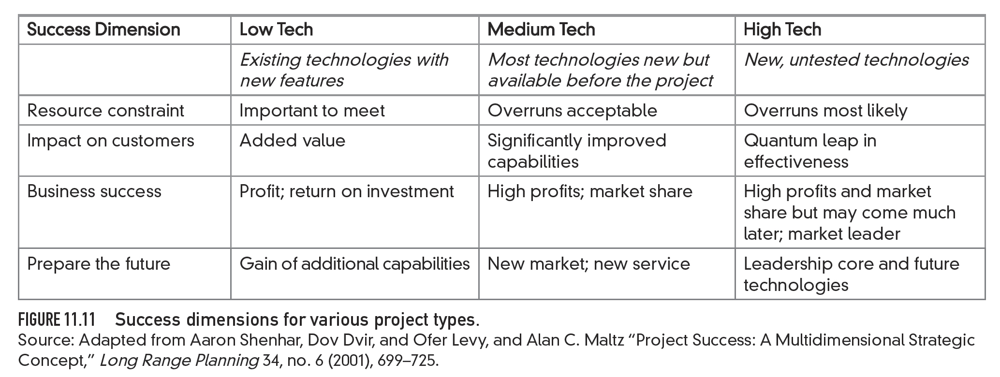 Success Dimension Low Tech Medium Tech High Tech
Existing technologies with Most technologies new but New, untested technologies
new features available before the project
Resource constraint Important to meet Overruns acceptable Overruns most likely
Impact on customers Added value Significantly improved Quantum leap in
capabilities effectiveness
Business success Profit; return on investment High profits; market share High profits and market
share but may come much
later; market leader
Prepare the future Gain of additional capabilities New market; new service Leadership core and future
technologies
FIGURE 11.11 Success dimensions for various project types.
Source: Adapted from Aaron Shenhar, Dov Dvir, and Ofer Levy, and Alan C. Maltz “Project Success: A Multidimensional Strategic
Concept,” Long Range Planning 34, no. 6 (2001), 699–725.